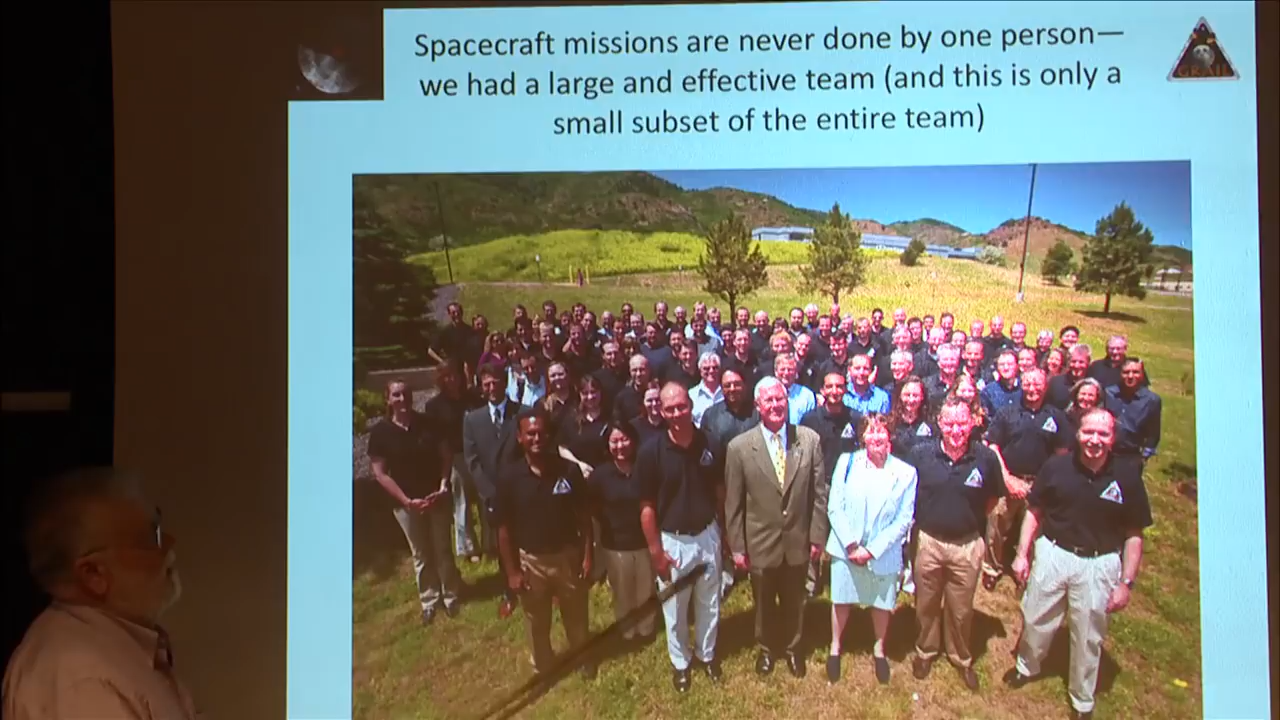 Spacecraft missions are never done by one person—
we had a large and effective team (and this is only a
small subset of the entire team)
GRAIL